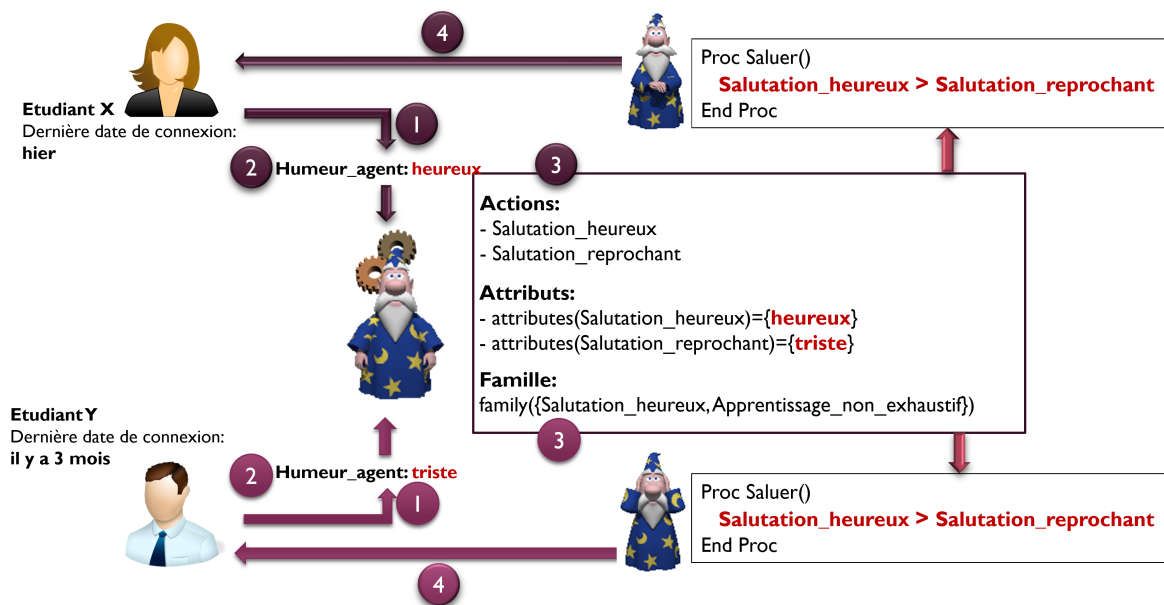 4
Proc Saluer()
Salutation_heureux > Salutation_reprochant
End Proc
Etudiant X
Dernière date de connexion:
hier
1
2
Humeur_agent: heureux
3
Actions:
- Salutation_heureux
- Salutation_reprochant
Attributs:
- attributes(Salutation_heureux)={heureux}
- attributes(Salutation_reprochant)={triste}
Famille:
family({Salutation_heureux, Apprentissage_non_exhaustif})
3
Etudiant Y
Dernière date de connexion:
il y a 3 mois
2
Humeur_agent: triste
1
Proc Saluer()
Salutation_heureux > Salutation_reprochant
End Proc
4